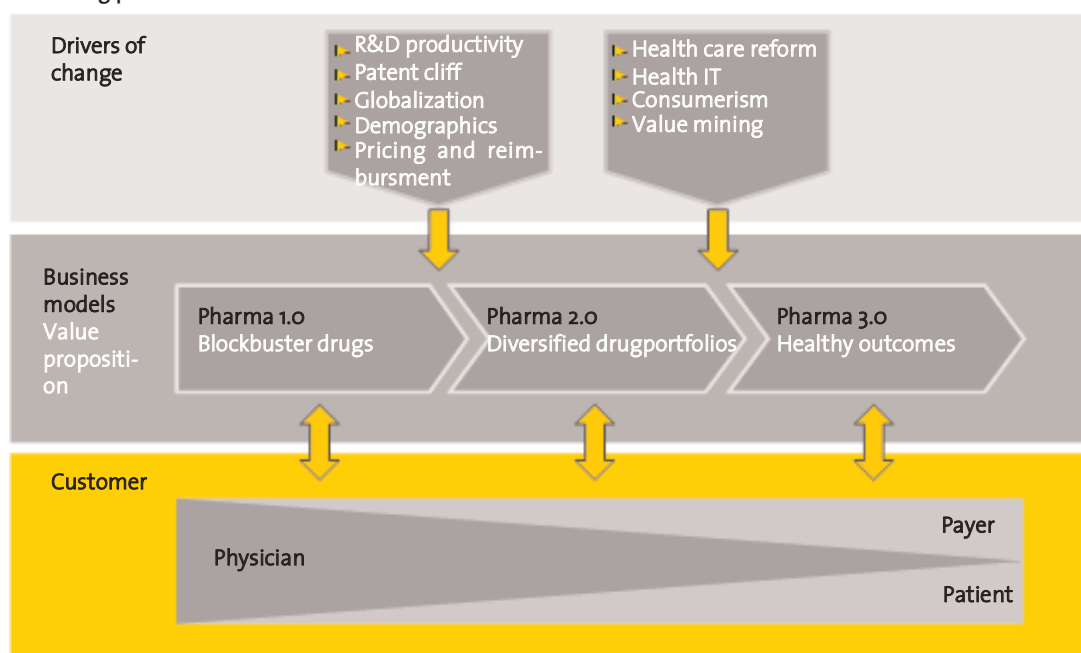 Drivers of
change
R&D productivity
Patent cliff
Globalization
Demographics
Pricing and reim-
bursment
Health care reform
Health IT
Consumerism
Value mining
Business
models
Value
propositi-
on
Pharma 1.0
Blockbuster drugs
Pharma 2.0
Diversified drugportfolios
Pharma 3.0
Healthy outcomes
Customer
Physician
Payer
Patient